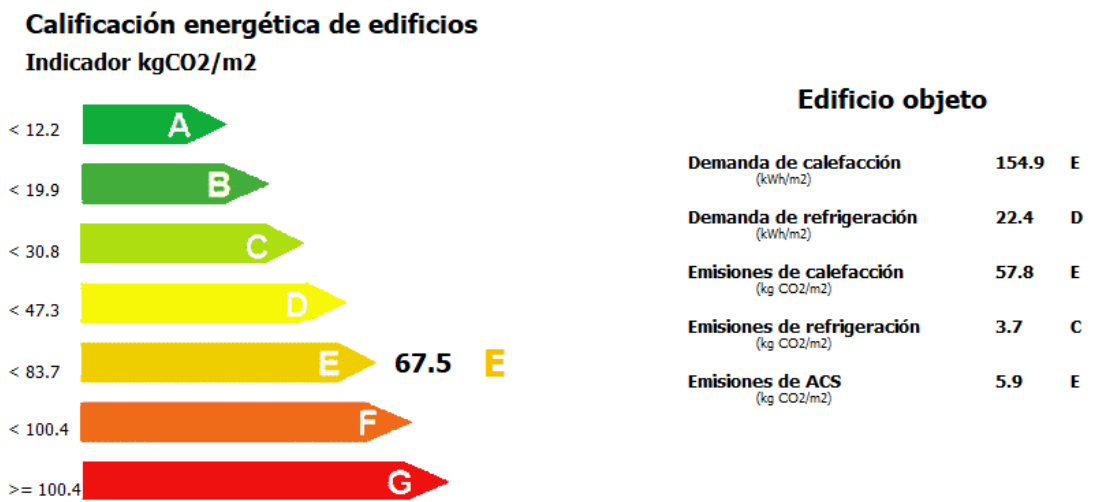 Calificación energética de edificios
Indicador kgCO2/m2
< 12.2 A
< 19.9 B
< 30.8 C
< 47.3 D
< 83.7 E 67.5 E
< 100.4 F
>= 100.4 G
Edificio objeto
Demanda de calefacción 154.9 E
(kWh/m2)
Demanda de refrigeración 22.4 D
(kWh/m2)
Emisiones de calefacción 57.8 E
(kg CO2/m2)
Emisiones de refrigeración 3.7 C
(kg CO2/m2)
Emisiones de ACS 5.9 E
(kg CO2/m2)